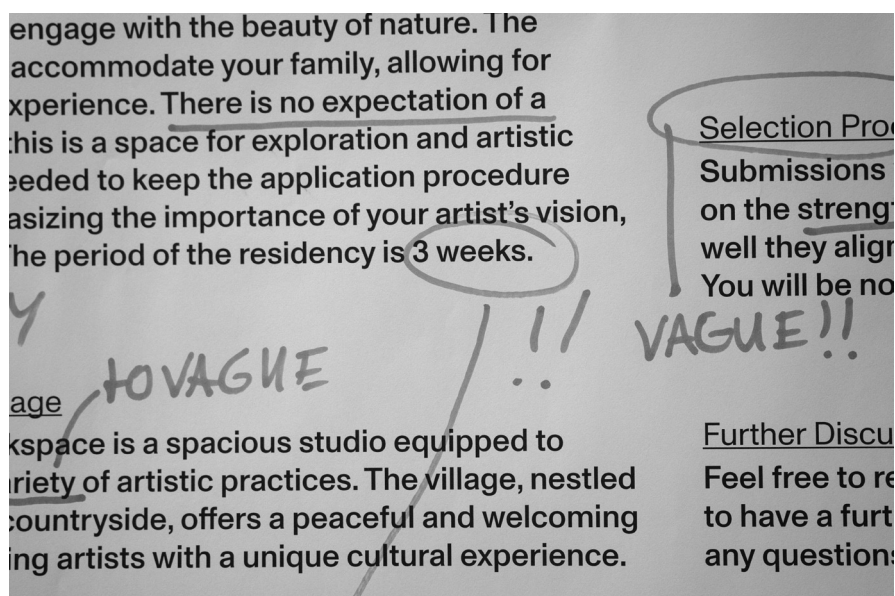 engage with the beauty of nature. The
accommodate your family, allowing for
xperience. There is no expectation of a
this is a space for exploration and artistic
eeded to keep the application procedure
asizing the importance of your artist's vision,
The period of the residency is 3 weeks.
!!
Y
to VAGUE
age
kspace is a spacious studio equipped to
riety of artistic practices. The village, nestled
countryside, offers a peaceful and welcoming
ing artists with a unique cultural experience.
Selection Proc
Submissions
on the streng
well they align
You will be no
VAGUE!!
Further Discu
Feel free to re
to have a furt
any questions